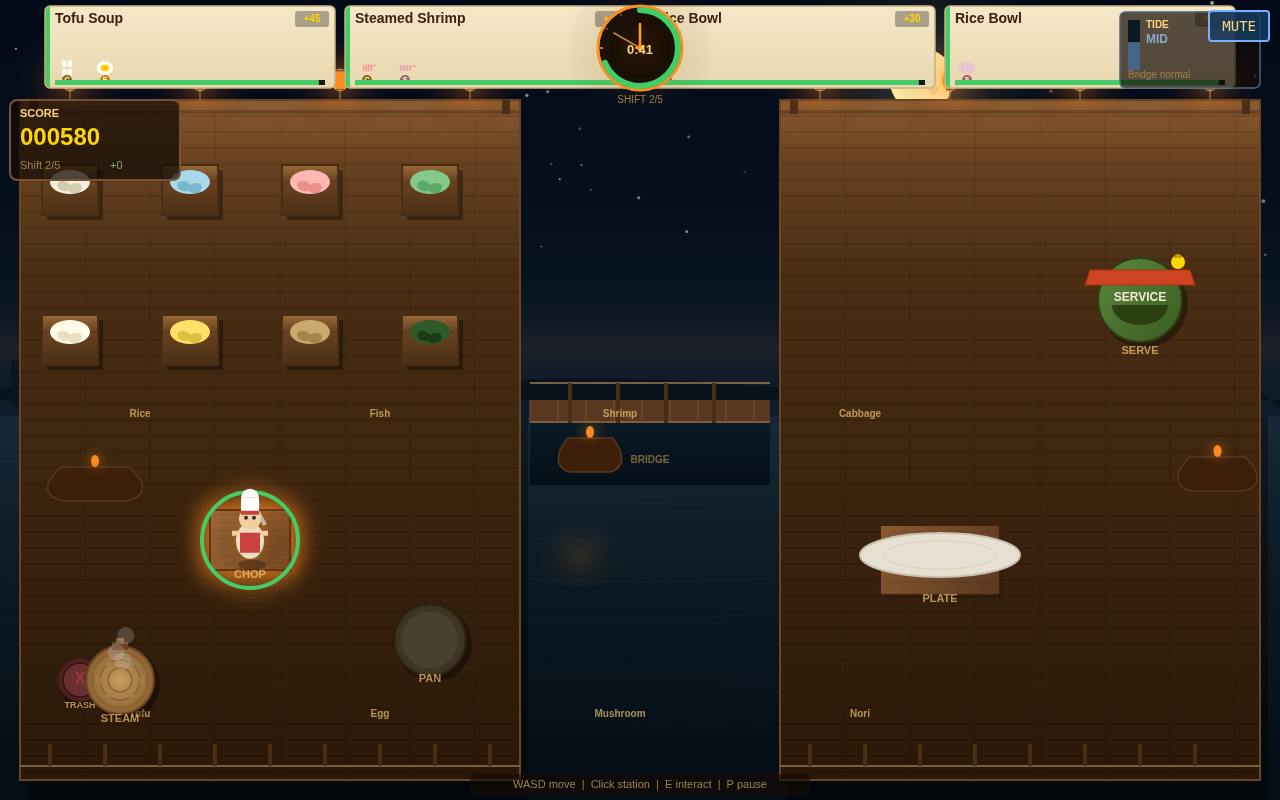 Tofu Soup
+45
Steamed Shrimp
ice Bowl
+30
Rice Bowl
0:41
SHIFT 2/5
TIDE
MID
Bridge normal
MUTE
SCORE
000580
Shift 2/5 +0
SERVICE
SERVE
Rice
Fish
Shrimp
Cabbage
BRIDGE
CHOP
PLATE
PAN
X
TRASH
STEAM
ofu
Egg
Mushroom
Nori
WASD move | Click station | E interact | P pause